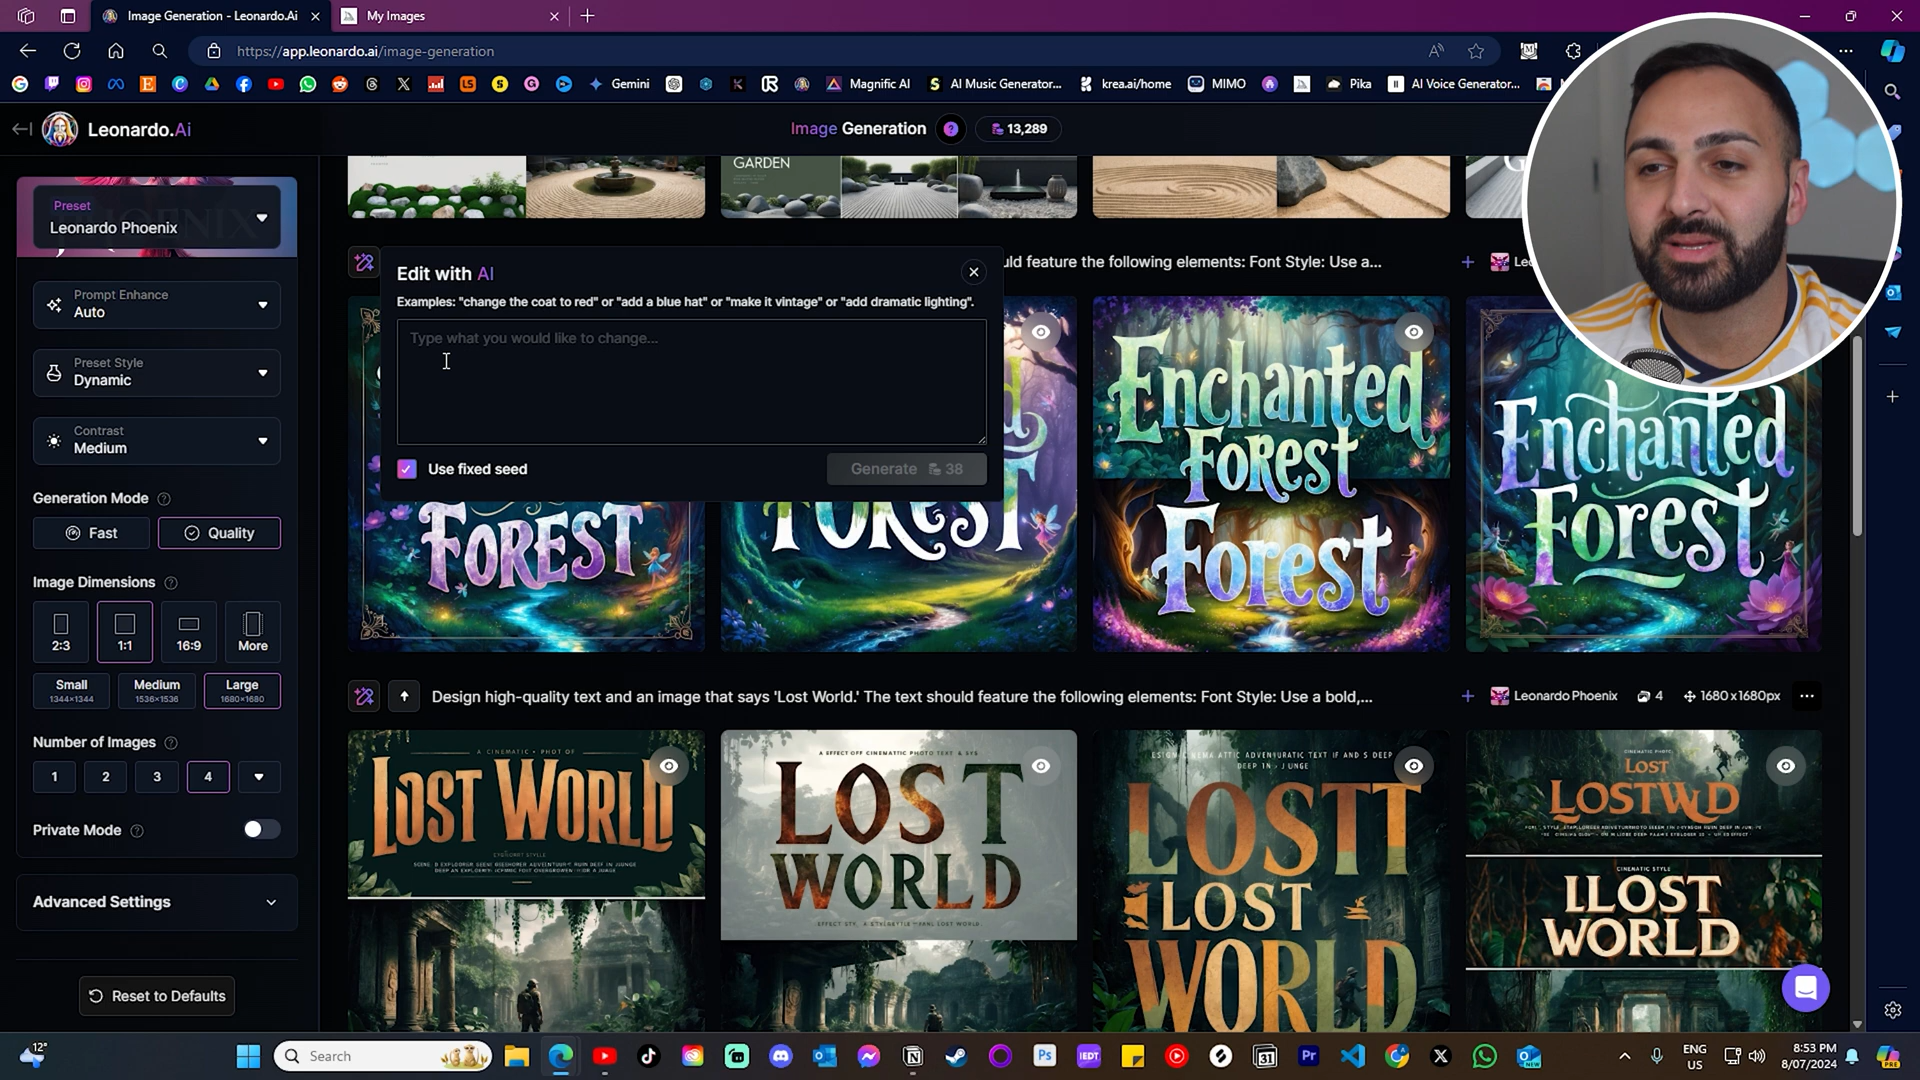 Image Generation - Leonardo.Ai
My Images
https://app.leonardo.ai/image-generation
Gemini
Magnific AI
AI Music Generator...
krea.ai/home
MIMO
Pika
AI Voice Generator...
Leonardo.Ai
Image Generation
13,289
GARDEN
Preset
Leonardo Phoenix
Prompt Enhance
Auto
Preset Style
Dynamic
Contrast
Medium
Generation Mode
Fast
Quality
Image Dimensions
2:3
1:1
16:9
More
Small
1344×1344
Medium
1536×1536
Large
1680×1680
Number of Images
1
2
3
4
Private Mode
Advanced Settings
Reset to Defaults
uld feature the following elements: Font Style: Use a...
Edit with AI
Examples: "change the coat to red" or "add a blue hat" or "make it vintage" or "add dramatic lighting".
Type what you would like to change...
Use fixed seed
Generate 38
FOREST
FOREST
Enchanted
Forest
Forest
Enchanted
Forest
Design high-quality text and an image that says 'Lost World.' The text should feature the following elements: Font Style: Use a bold,...
Leonardo Phoenix
4
1680x1680px
LOST WORLD
LOST
WORLD
LOSTT
LOST
WORLD
CINEMATIC PHOTO
LOST
LOSTWD
CINEMATIC STYLE
LLOST
WORLD
12°
Search
ENG
US
8:53 PM
8/07/2024